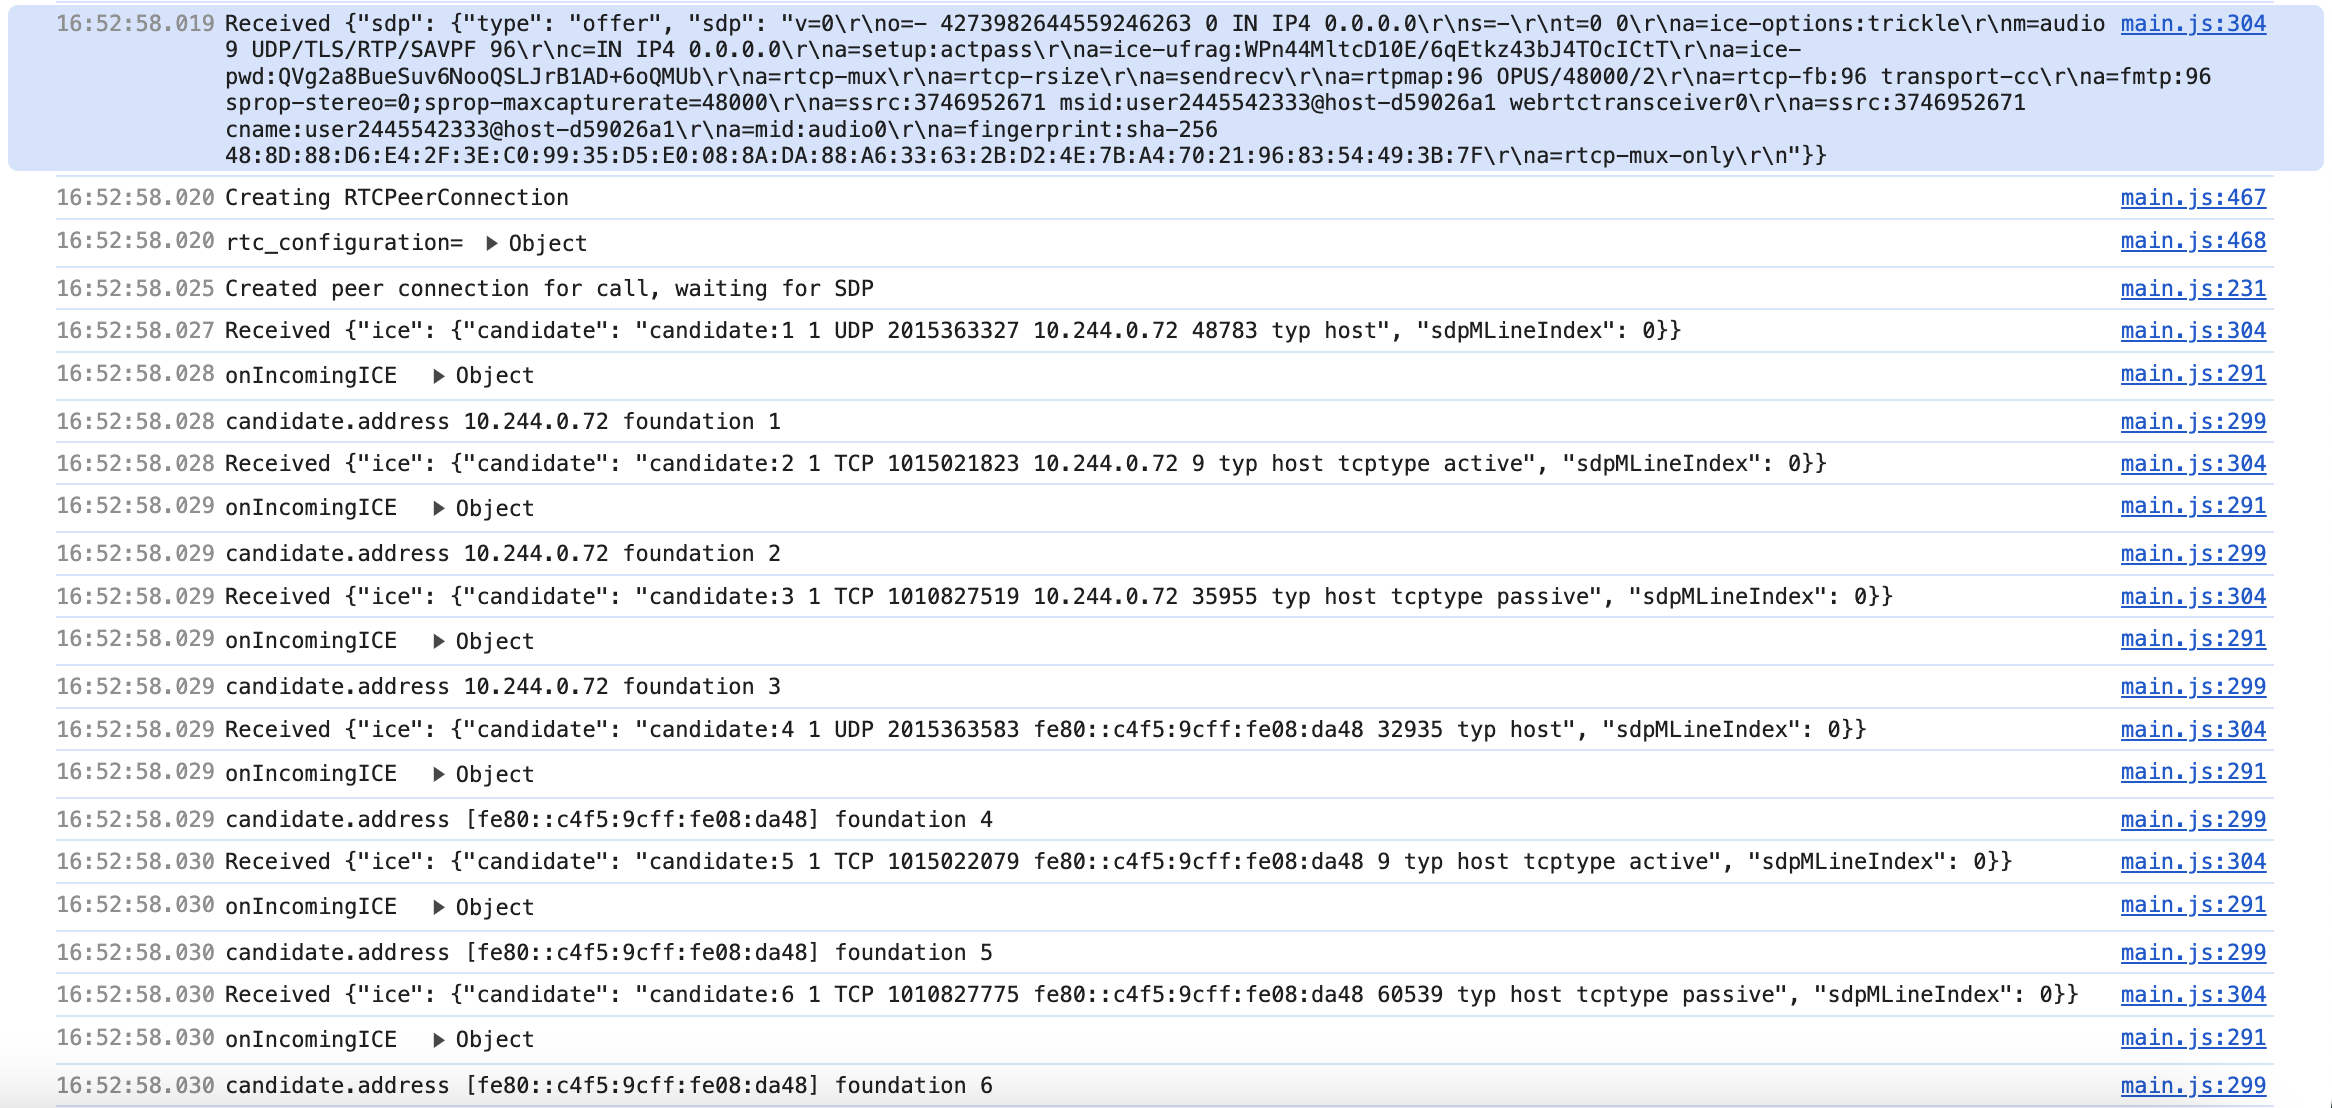 16:52:58.019 Received {"sdp": {"type": "offer", "sdp": "v=0\r\no=- 4273982644559246263 0 IN IP4 0.0.0.0\r\ns=-\r\nt=0 0\r\na=ice-options:trickle\r\nm=audio main.js:304
9 UDP/TLS/RTP/SAVPF 96\r\nc=IN IP4 0.0.0.0\r\na=setup:actpass\r\na=ice-ufrag:WPn44MltcD10E/6qEtkz43bJ4TOcICtT\r\na=ice-
pwd:QVg2a8BueSuv6NooQSLJrB1AD+6oQMUb\r\na=rtcp-mux\r\na=rtcp-rsize\r\na=sendrecv\r\na=rtpmap:96 OPUS/48000/2\r\na=rtcp-fb:96 transport-cc\r\na=fmtp:96
sprop-stereo=0;sprop-maxcapturerate=48000\r\na=ssrc:3746952671 msid:user2445542333@host-d59026a1 webrtctransceiver0\r\na=ssrc:3746952671
cname:user2445542333@host-d59026a1\r\na=mid:audio0\r\na=fingerprint:sha-256
48:8D:88:D6:E4:2F:3E:C0:99:35:D5:E0:08:8A:DA:88:A6:33:63:2B:D2:4E:7B:A4:70:21:96:83:54:49:3B:7F\r\na=rtcp-mux-only\r\n"}}
16:52:58.020 Creating RTCPeerConnection main.js:467
16:52:58.020 rtc_configuration= ▶ Object main.js:468
16:52:58.025 Created peer connection for call, waiting for SDP main.js:231
16:52:58.027 Received {"ice": {"candidate": "candidate:1 1 UDP 2015363327 10.244.0.72 48783 typ host", "sdpMLineIndex": 0}} main.js:304
16:52:58.028 onIncomingICE ▶ Object main.js:291
16:52:58.028 candidate.address 10.244.0.72 foundation 1 main.js:299
16:52:58.028 Received {"ice": {"candidate": "candidate:2 1 TCP 1015021823 10.244.0.72 9 typ host tcptype active", "sdpMLineIndex": 0}} main.js:304
16:52:58.029 onIncomingICE ▶ Object main.js:291
16:52:58.029 candidate.address 10.244.0.72 foundation 2 main.js:299
16:52:58.029 Received {"ice": {"candidate": "candidate:3 1 TCP 1010827519 10.244.0.72 35955 typ host tcptype passive", "sdpMLineIndex": 0}} main.js:304
16:52:58.029 onIncomingICE ▶ Object main.js:291
16:52:58.029 candidate.address 10.244.0.72 foundation 3 main.js:299
16:52:58.029 Received {"ice": {"candidate": "candidate:4 1 UDP 2015363583 fe80::c4f5:9cff:fe08:da48 32935 typ host", "sdpMLineIndex": 0}} main.js:304
16:52:58.029 onIncomingICE ▶ Object main.js:291
16:52:58.029 candidate.address [fe80::c4f5:9cff:fe08:da48] foundation 4 main.js:299
16:52:58.030 Received {"ice": {"candidate": "candidate:5 1 TCP 1015022079 fe80::c4f5:9cff:fe08:da48 9 typ host tcptype active", "sdpMLineIndex": 0}} main.js:304
16:52:58.030 onIncomingICE ▶ Object main.js:291
16:52:58.030 candidate.address [fe80::c4f5:9cff:fe08:da48] foundation 5 main.js:299
16:52:58.030 Received {"ice": {"candidate": "candidate:6 1 TCP 1010827775 fe80::c4f5:9cff:fe08:da48 60539 typ host tcptype passive", "sdpMLineIndex": 0}} main.js:304
16:52:58.030 onIncomingICE ▶ Object main.js:291
16:52:58.030 candidate.address [fe80::c4f5:9cff:fe08:da48] foundation 6 main.js:299